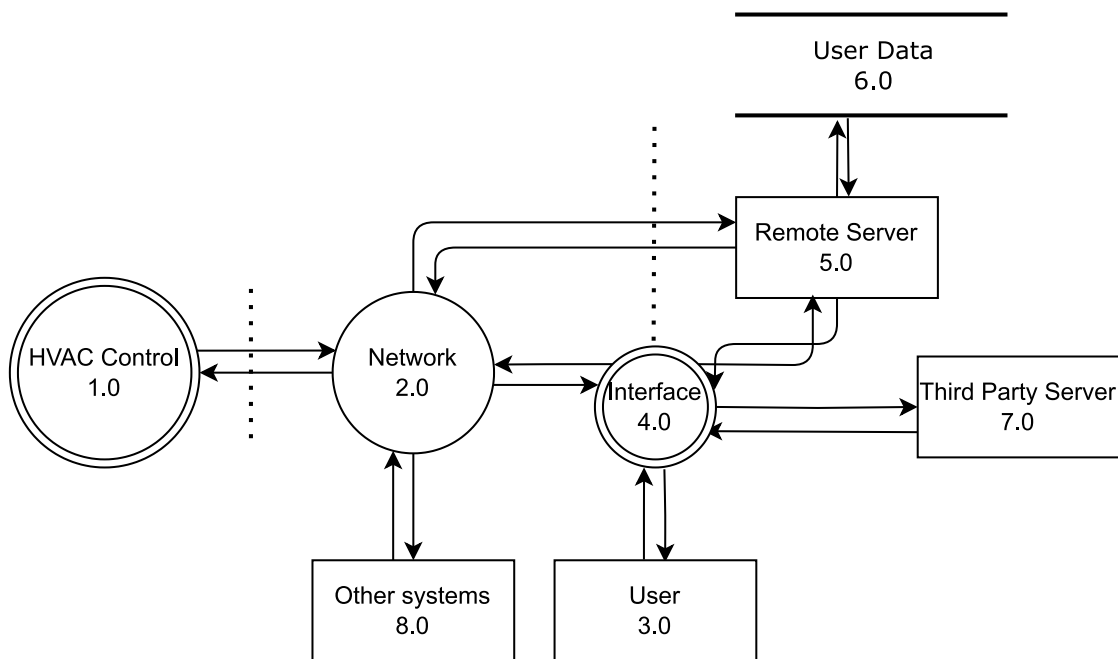 User Data
6.0
Remote Server
5.0
HVAC Control
1.0
Network
2.0
Interface
4.0
Third Party Server
7.0
Other systems
8.0
User
3.0